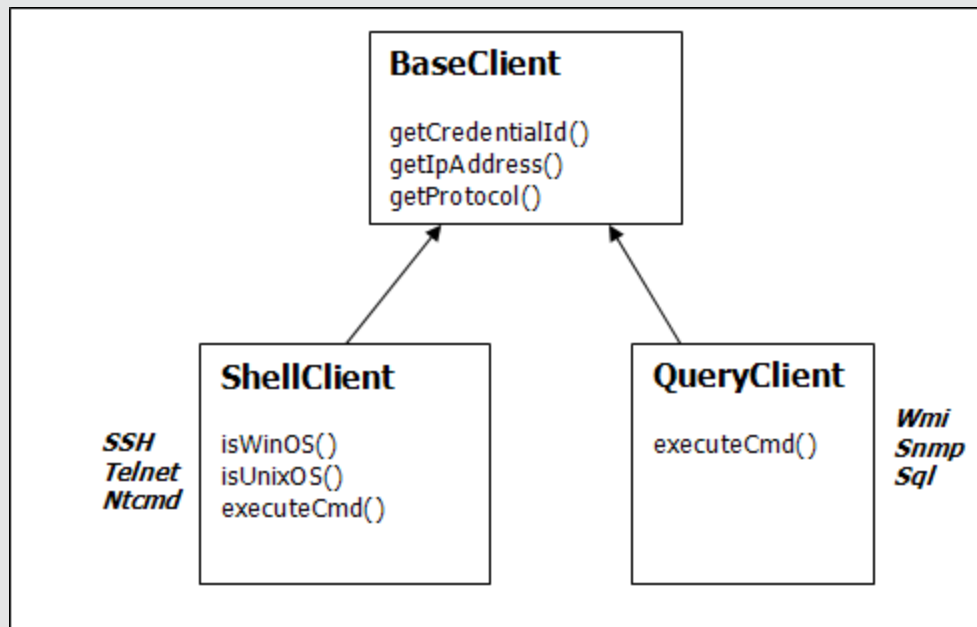 BaseClient
getCredentialId()
getIpAddress()
getProtocol()
ShellClient
isWinOS()
isUnixOS()
executeCmd()
SSH
Telnet
Ntcmd
QueryClient
executeCmd()
Wmi
Snmp
Sql